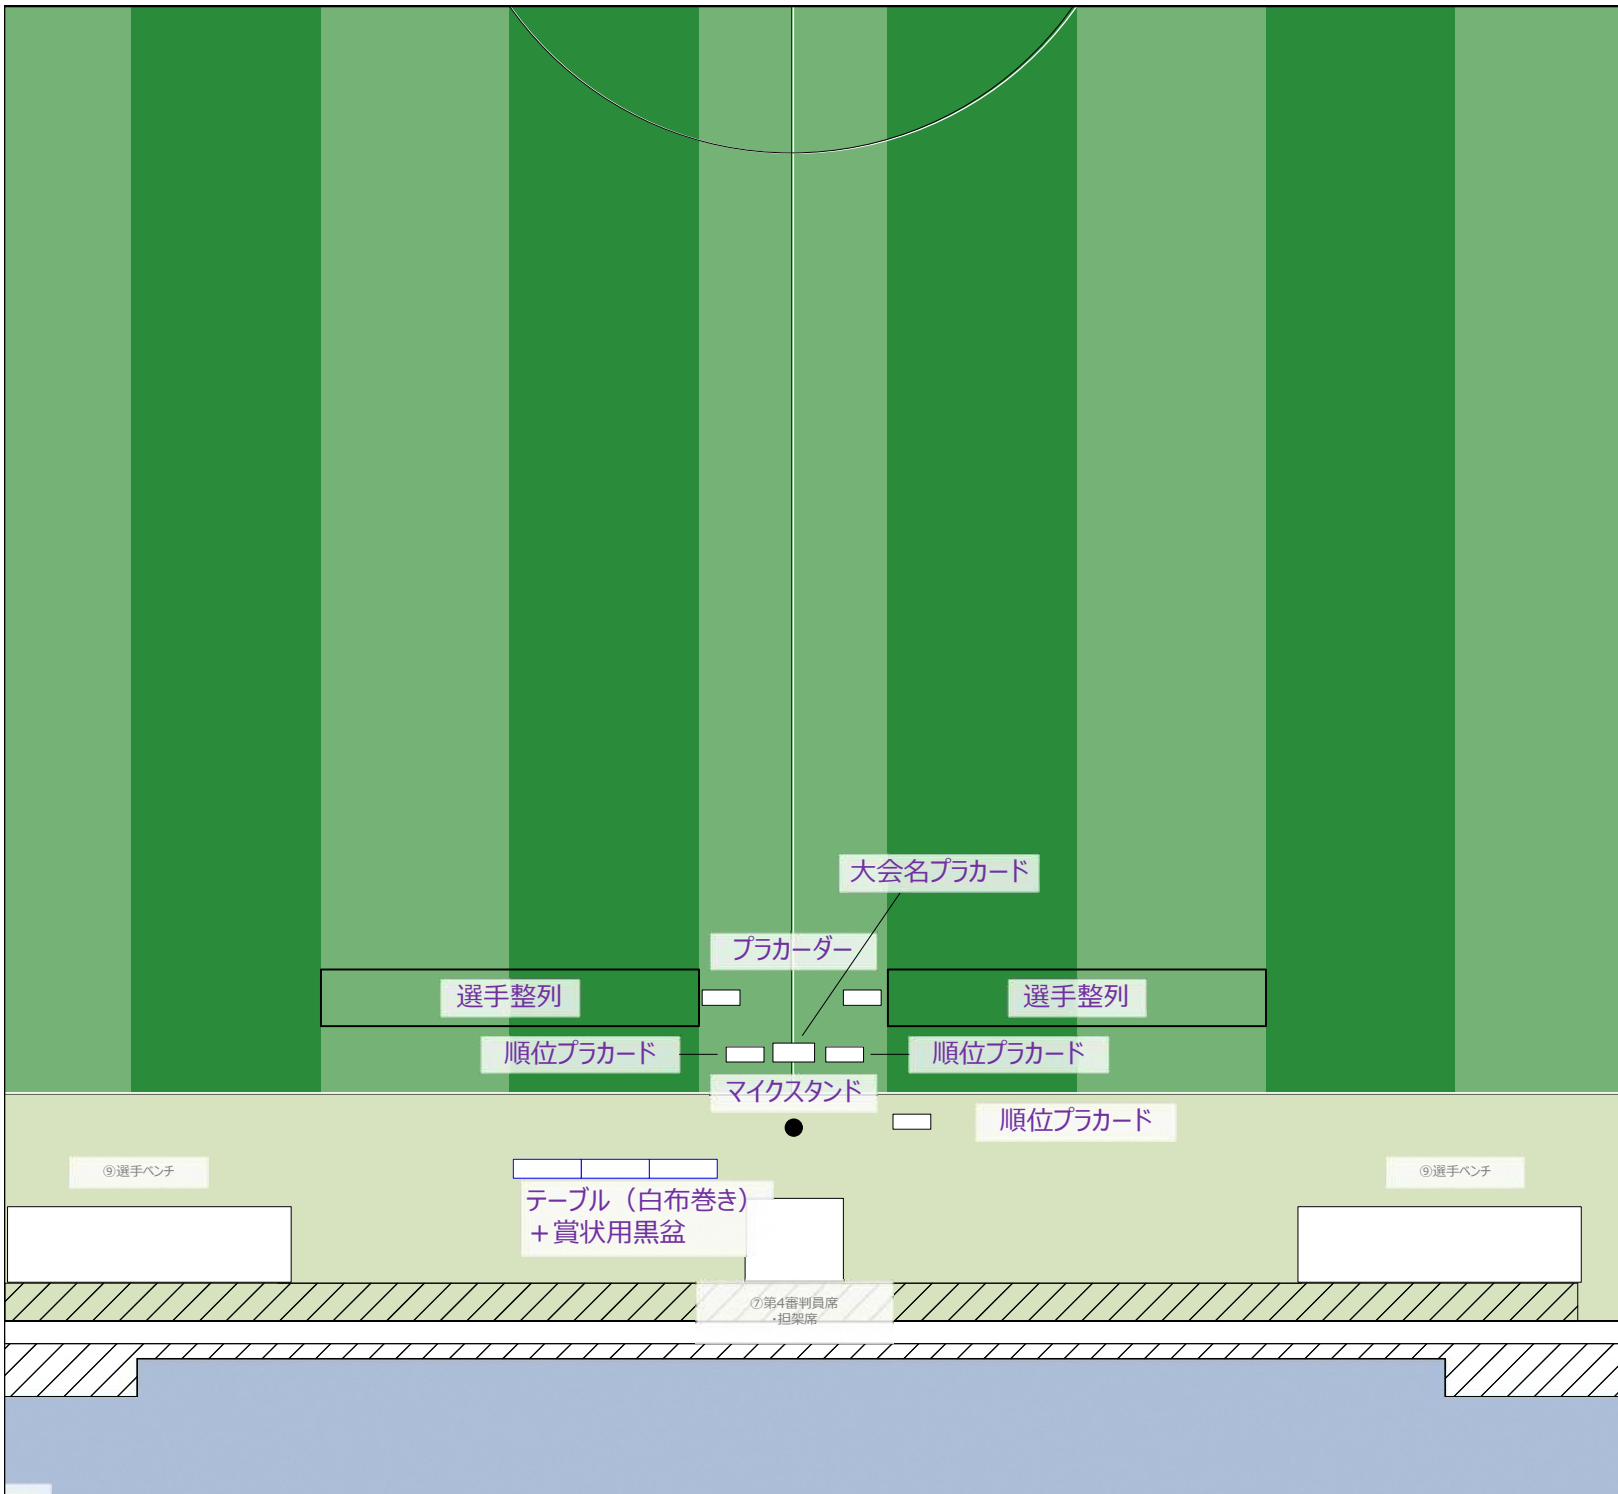 大会名プラカード
プラカーダー
選手整列
選手整列
順位プラカード
順位プラカード
マイクスタンド
順位プラカード
⑨選手ベンチ
⑨選手ベンチ
テーブル（白布巻き）
＋賞状用黒盆
⑦第4審判員席
・担架席